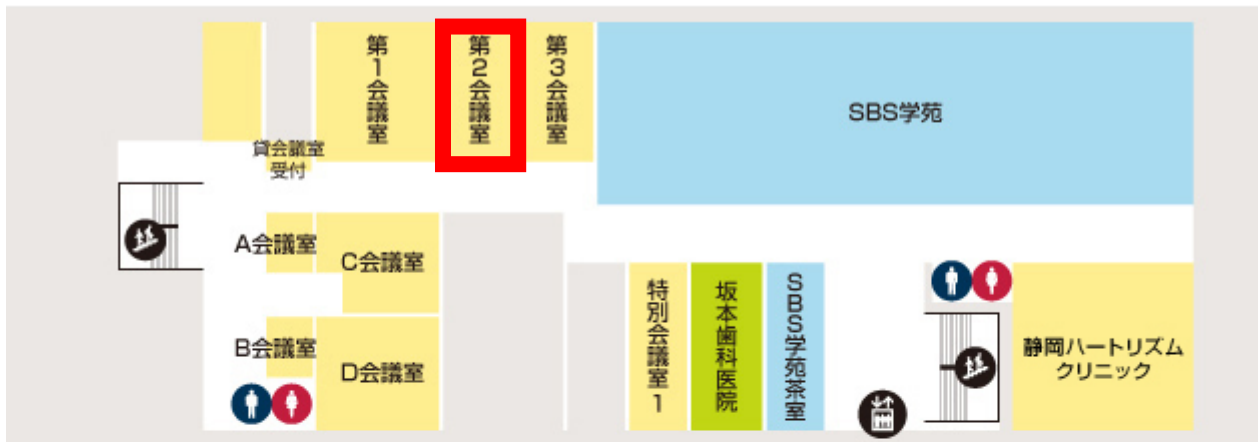 第1会議室
第2会議室
第3会議室
SBS学苑
貸会議室
受付
A会議室
C会議室
B会議室
D会議室
特別会議室1
坂本歯科医院
SBS学苑茶室
静岡ハートリズム
クリニック